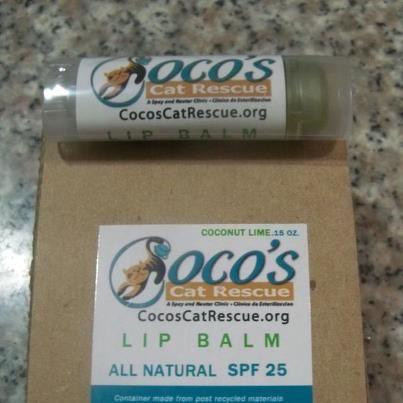 COCO'S
Cat Rescue
A Spay and Neuter Clinic • Clinica de Esterilizacion
CocosCatRescue.org
LIP BALM
COCONUT LIME .15 OZ.
COCO'S
Cat Rescue
A Spay and Neuter Clinic • Clinica de Esterilizacion
CocosCatRescue.org
LIP BALM
ALL NATURAL SPF 25
Container made from post recycled materials